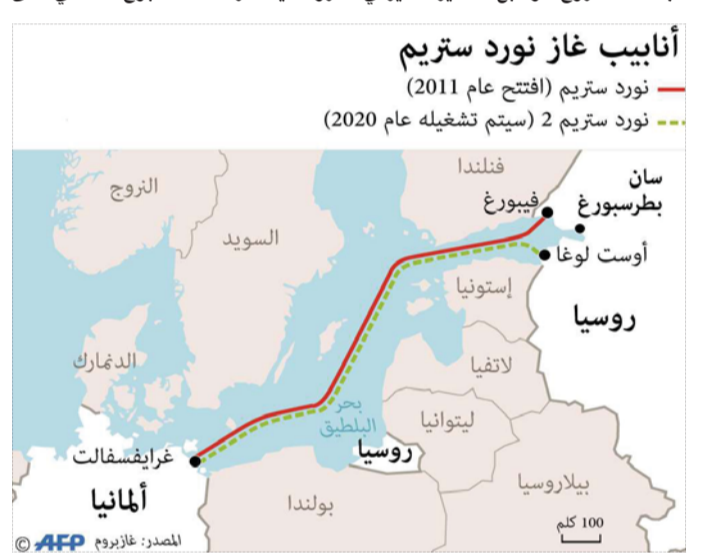 أنابيب غاز نورد ستريم
نورد ستريم (افتتح عام 2011)
نورد ستريم 2 (سيتم تشغيله عام 2020)
فنلندا
سان
بطرسبورغ
النروج
فيبورغ
السويد
أوست لوغا
إستونيا
روسيا
الدنمارك
لاتفيا
بحر
البلطيق
ليتوانيا
روسيا
غرايفسفالت
ألمانيا
بولندا
بيلاروسيا
100 كلم
المصدر: غازبروم AFP ©